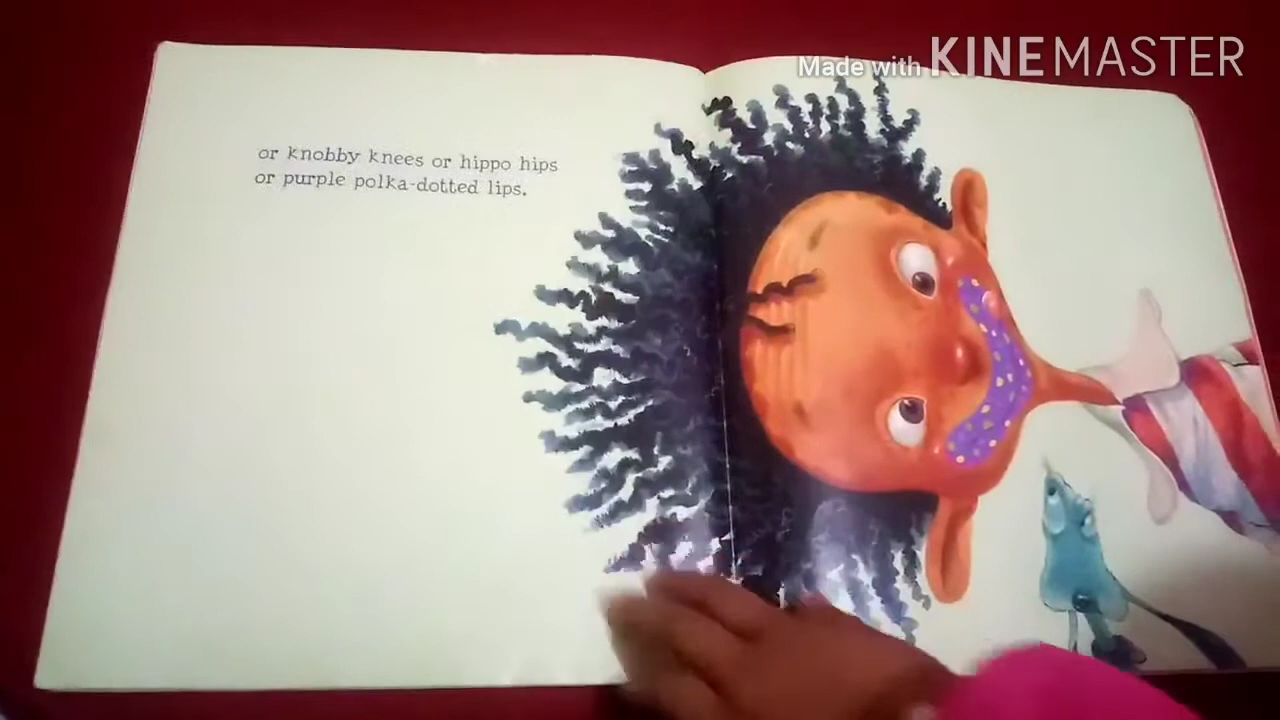 Made with KINEMASTER
or knobby knees or hippo hips
or purple polka-dotted lips.